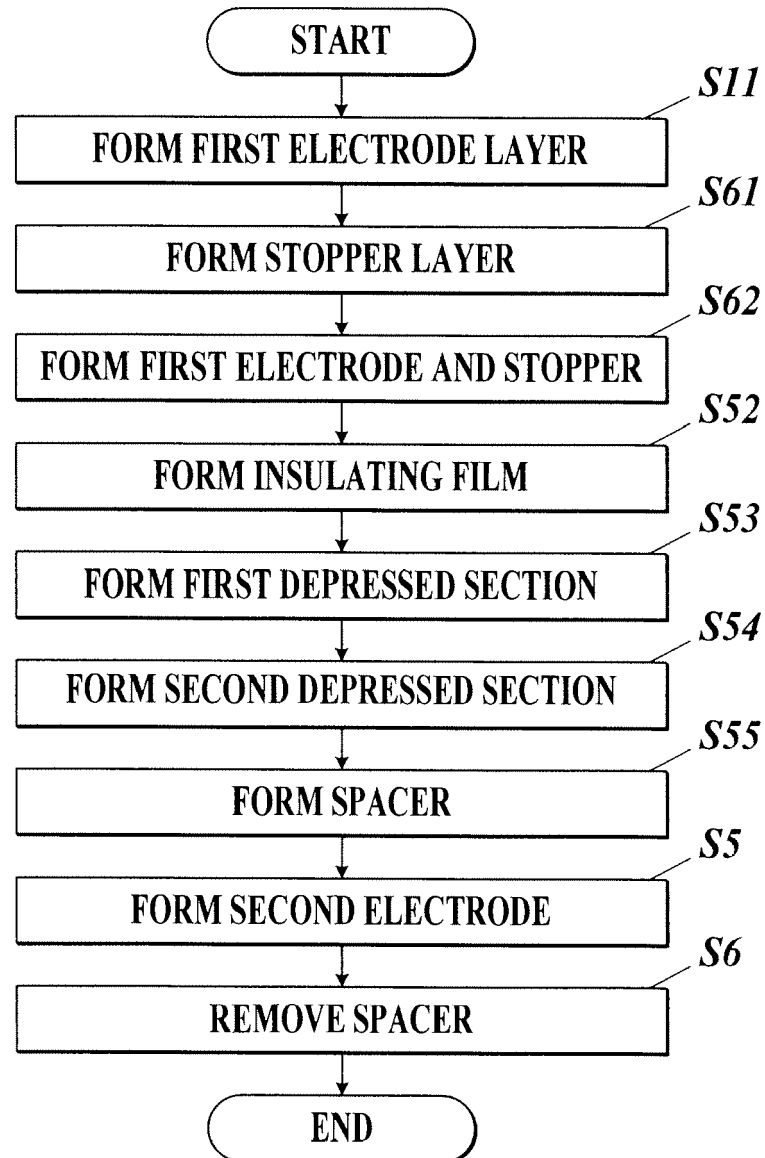 START
S11
FORM FIRST ELECTRODE LAYER
S61
FORM STOPPER LAYER
S62
FORM FIRST ELECTRODE AND STOPPER
S52
FORM INSULATING FILM
S53
FORM FIRST DEPRESSED SECTION
S54
FORM SECOND DEPRESSED SECTION
S55
FORM SPACER
S5
FORM SECOND ELECTRODE
S6
REMOVE SPACER
END